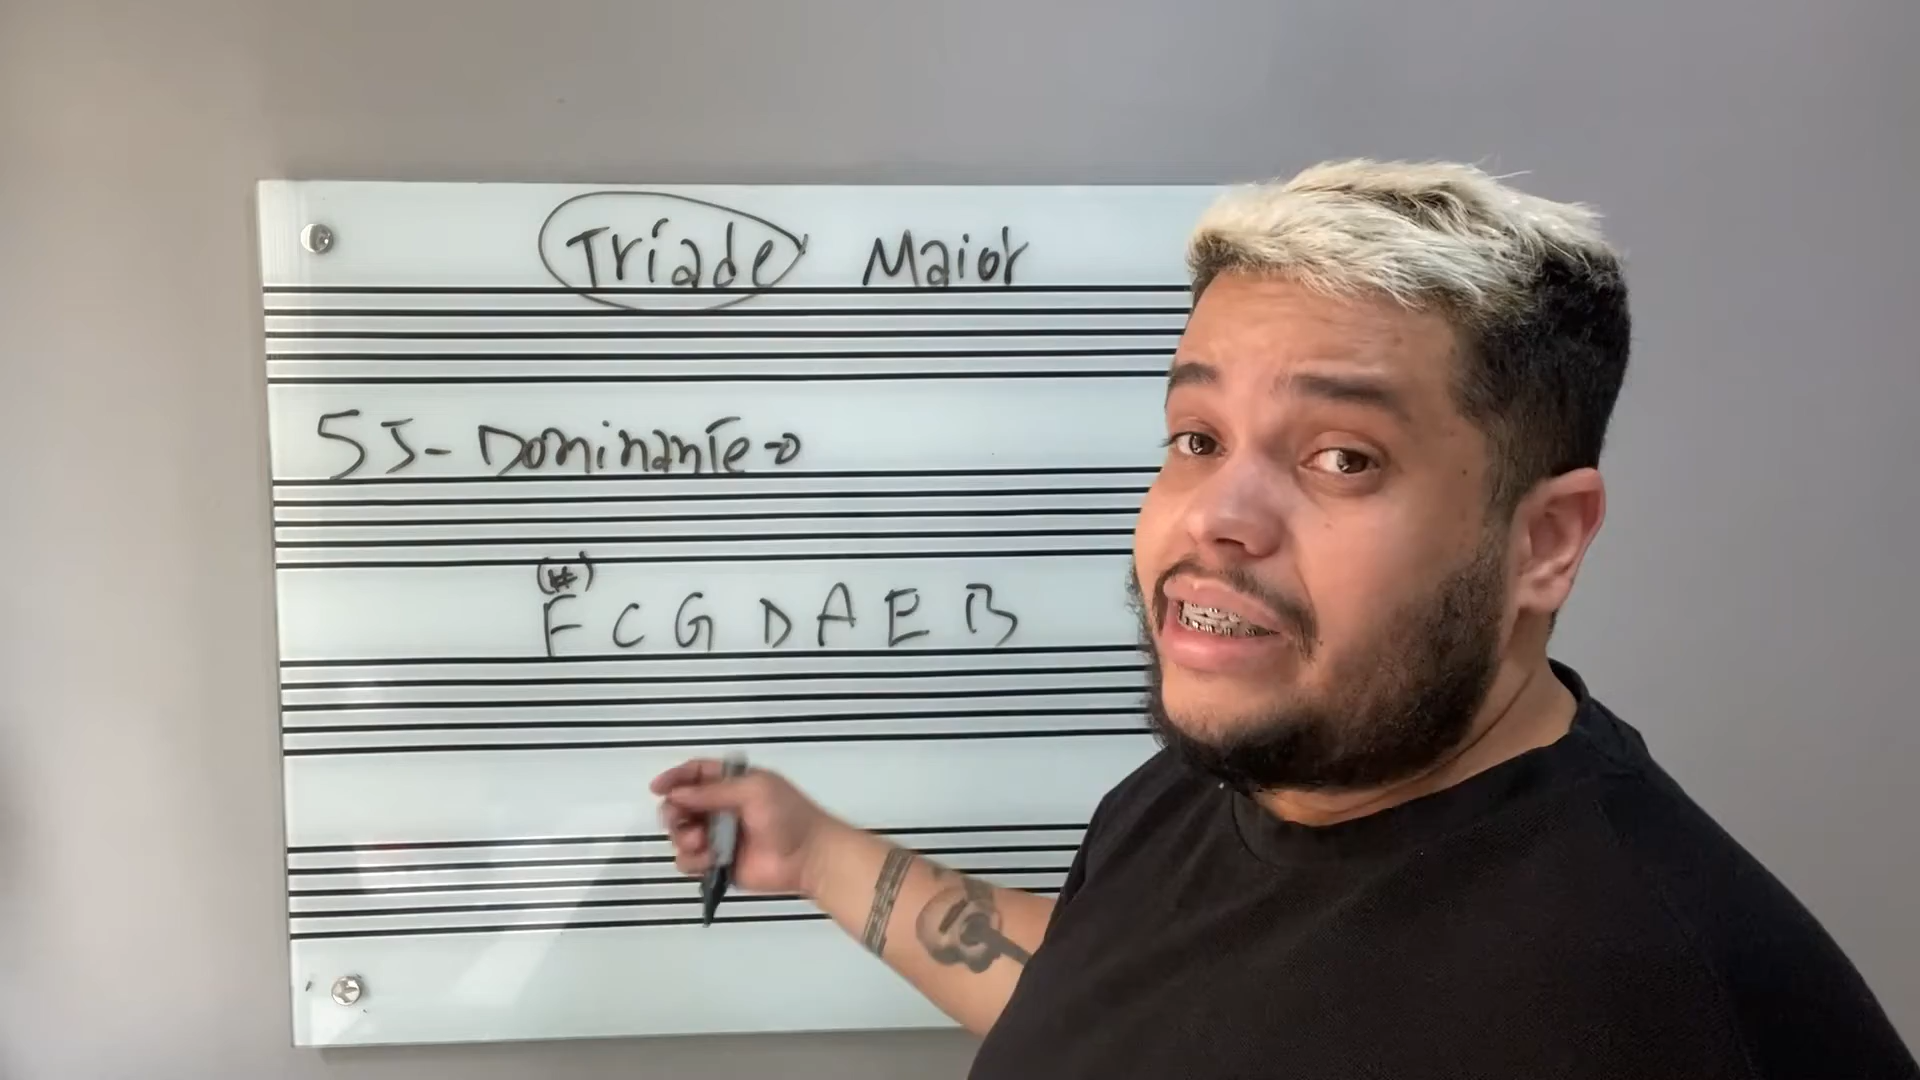 Tríade Maior
5J- Dominante →
(#)
F C G D A E B